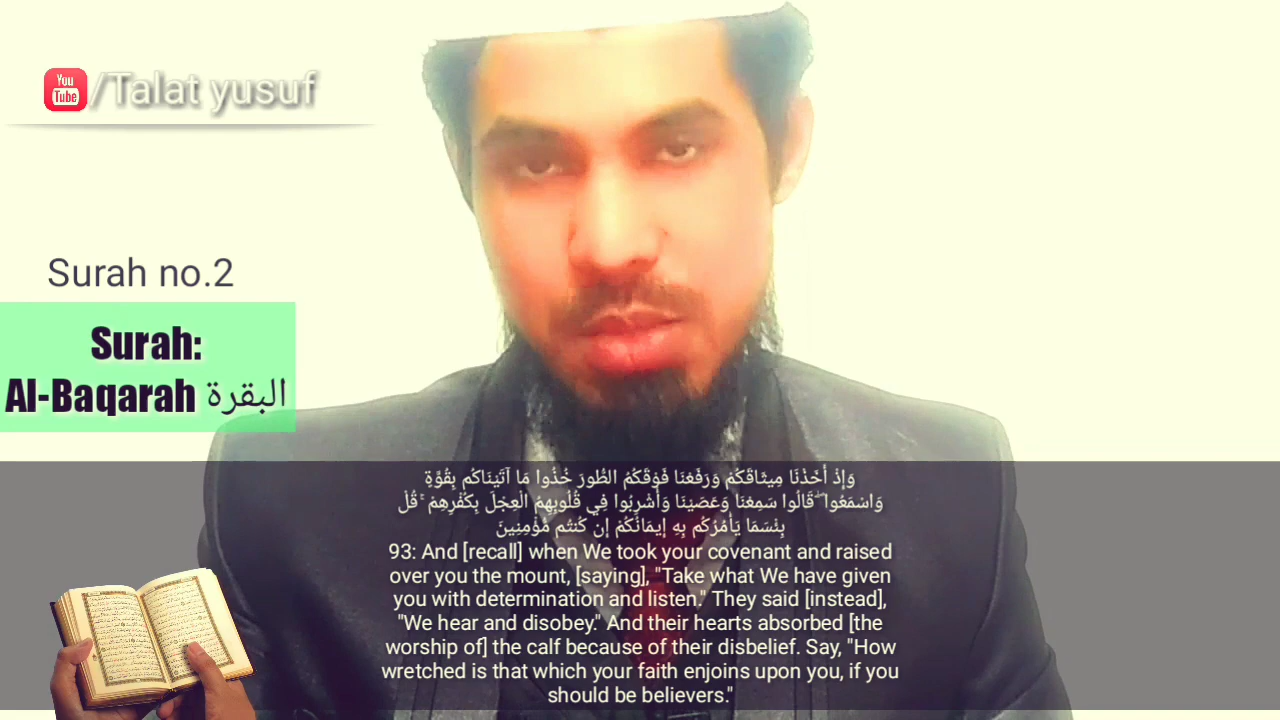 You
Tube
/Talat yusuf
Surah no.2
Surah:
Al-Baqarah البقرة
وَإِذْ أَخَذْنَا مِيثَاقَكُمْ وَرَفَعْنَا فَوْقَكُمُ الطُّورَ خُذُوا مَا آتَيْنَاكُم بِقُوَّةٍ
وَاسْمَعُوا ۖ قَالُوا سَمِعْنَا وَعَصَيْنَا وَأُشْرِبُوا فِي قُلُوبِهِمُ الْعِجْلَ بِكُفْرِهِمْ ۚ قُلْ
بِئْسَمَا يَأْمُرُكُم بِهِ إِيمَانُكُمْ إِن كُنتُم مُّؤْمِنِينَ
93: And [recall] when We took your covenant and raised
over you the mount, [saying], "Take what We have given
you with determination and listen." They said [instead],
"We hear and disobey." And their hearts absorbed [the
worship of] the calf because of their disbelief. Say, "How
wretched is that which your faith enjoins upon you, if you
should be believers."